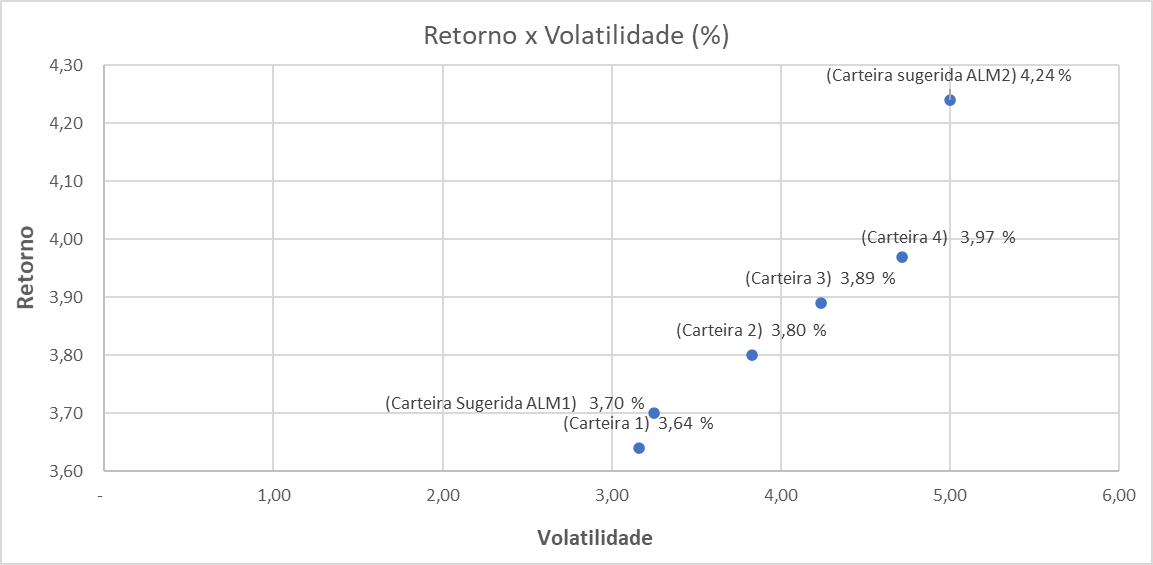 Retorno x Volatilidade (%)
4,30
(Carteira sugerida ALM2) 4,24 %
4,20
4,10
4,00
(Carteira 4) 3,97 %
(Carteira 3) 3,89 %
3,90
(Carteira 2) 3,80 %
3,80
(Carteira Sugerida ALM1) 3,70 %
3,70
(Carteira 1) 3,64 %
3,60
Retorno
- 1,00 2,00 3,00 4,00 5,00 6,00
Volatilidade